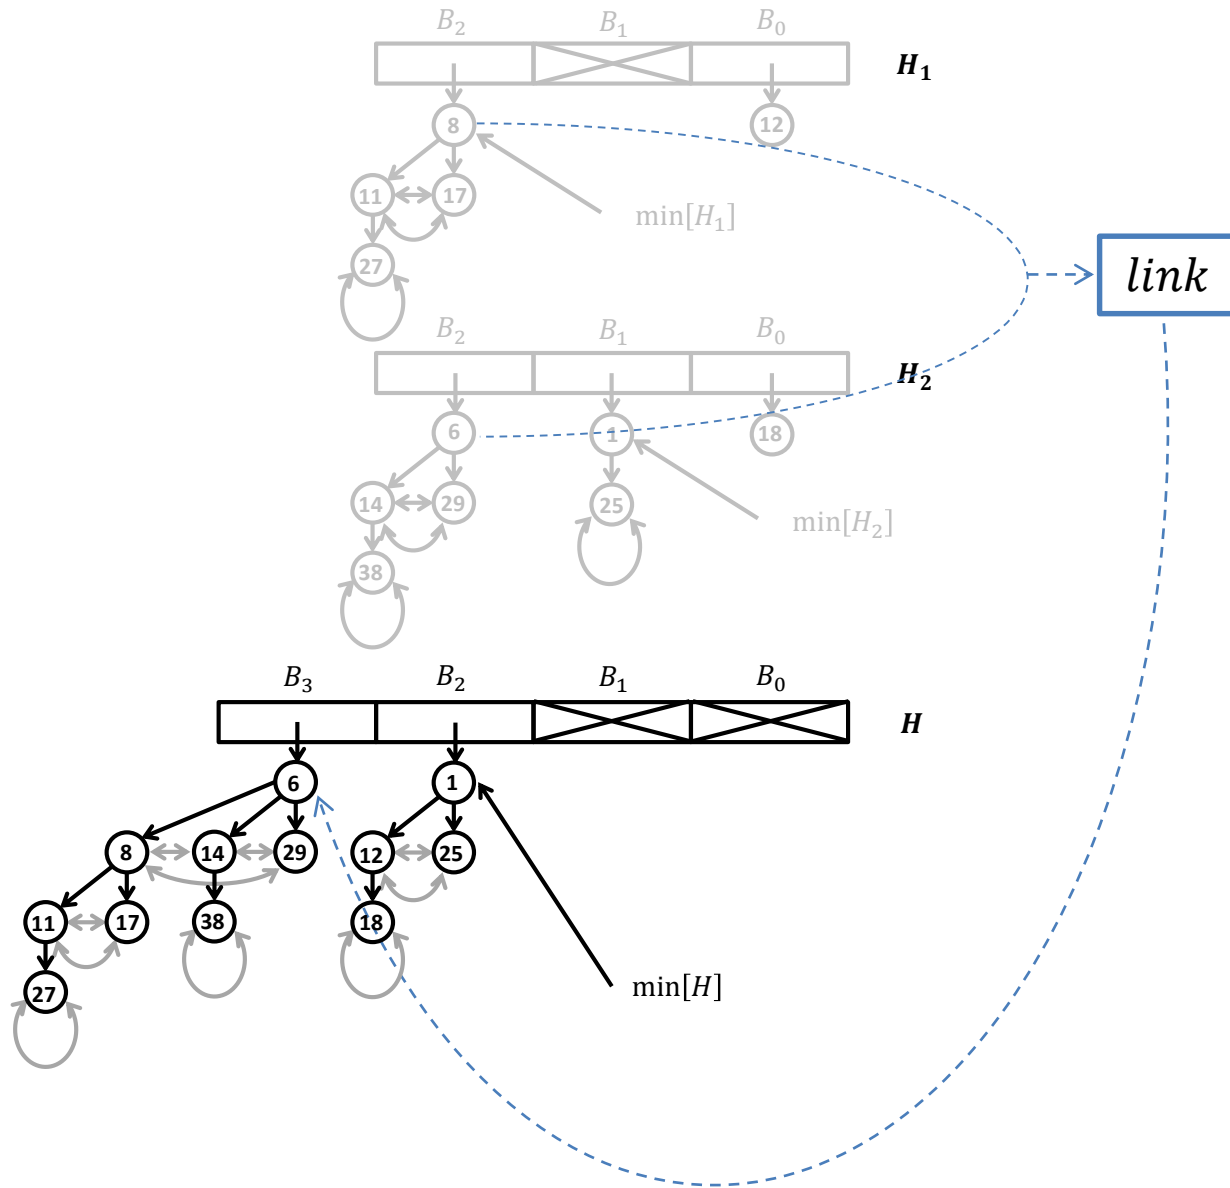 B₂ B₁ B₀
H₁
8 12
11 17
min[H₁]
27
link
B₂ B₁ B₀
H₂
6 1 18
14 29 25
min[H₂]
38
B₃ B₂ B₁ B₀
H
6 1
8 14 29 12 25
11 17 38 18
27
min[H]